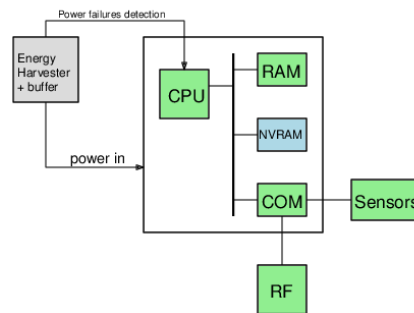 Power failures detection
Energy
Harvester
+ buffer
CPU
RAM
NVRAM
power in
COM
Sensors
RF